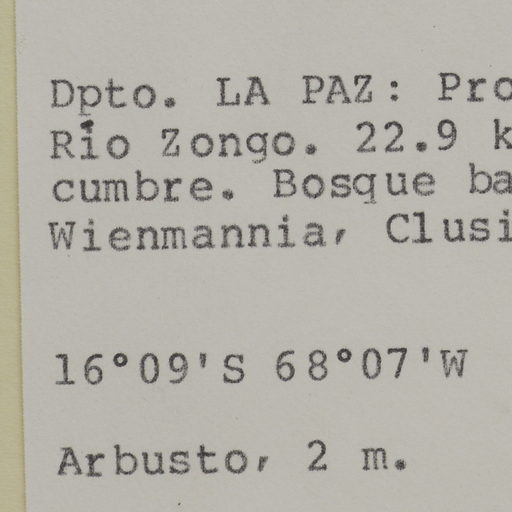 Dpto. LA PAZ: Pro
Río Zongo. 22.9 k
cumbre. Bosque ba
Wienmannia, Clusi
16°09'S 68°07'W
Arbusto, 2 m.